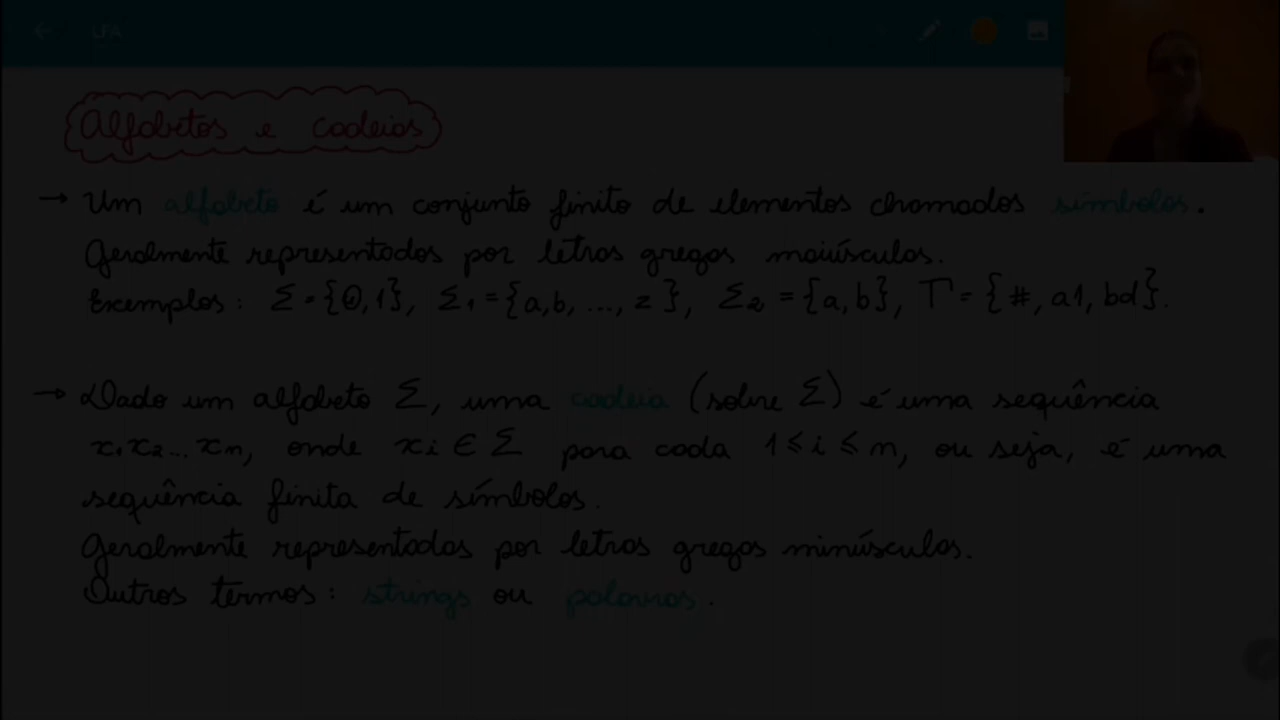 LFA
Alfabetos e cadeias
→ Um alfabeto é um conjunto finito de elementos chamados símbolos.
Geralmente representados por letras gregas maiúsculas.
Exemplos: Σ = {0,1}, Σ₁ = {a,b, ..., z}, Σ₂ = {a,b}, Γ = {#, a1, bd}.
→ Dado um alfabeto Σ, uma cadeia (sobre Σ) é uma sequência
x₁x₂...xₙ, onde xᵢ ∈ Σ para cada 1 ≤ i ≤ n, ou seja, é uma
sequência finita de símbolos.
Geralmente representadas por letras gregas minúsculas.
Outros termos: strings ou palavras.